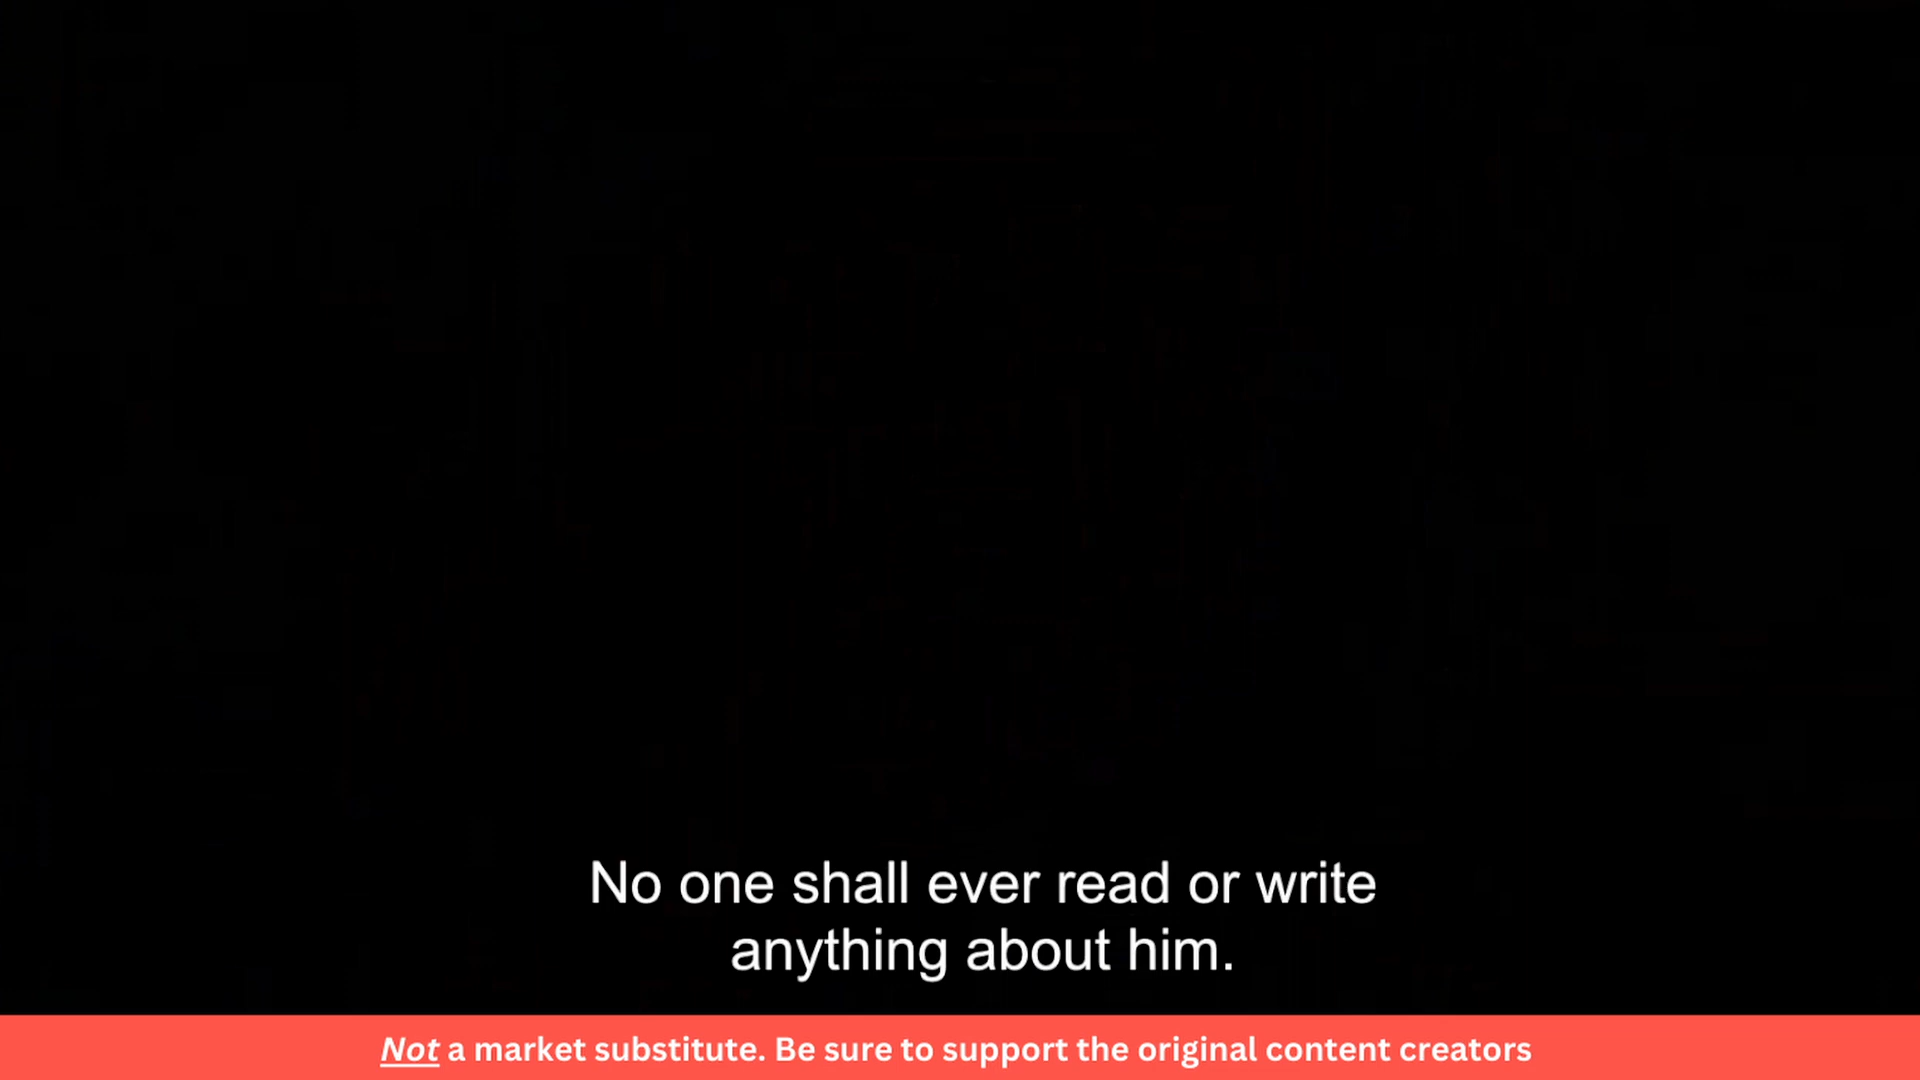 No one shall ever read or write
anything about him.
Not a market substitute. Be sure to support the original content creators